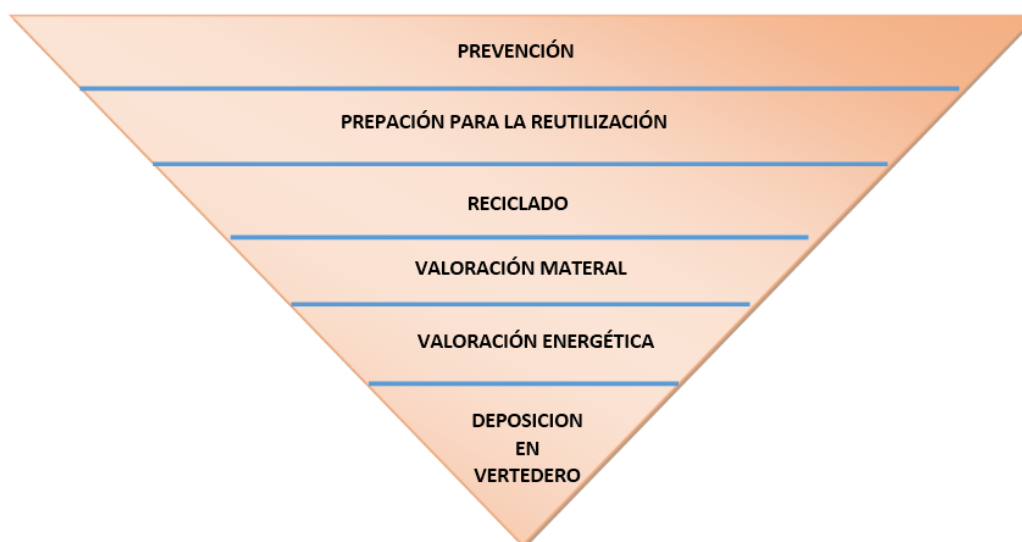 PREVENCIÓN
PREPACIÓN PARA LA REUTILIZACIÓN
RECICLADO
VALORACIÓN MATERAL
VALORACIÓN ENERGÉTICA
DEPOSICION
EN
VERTEDERO